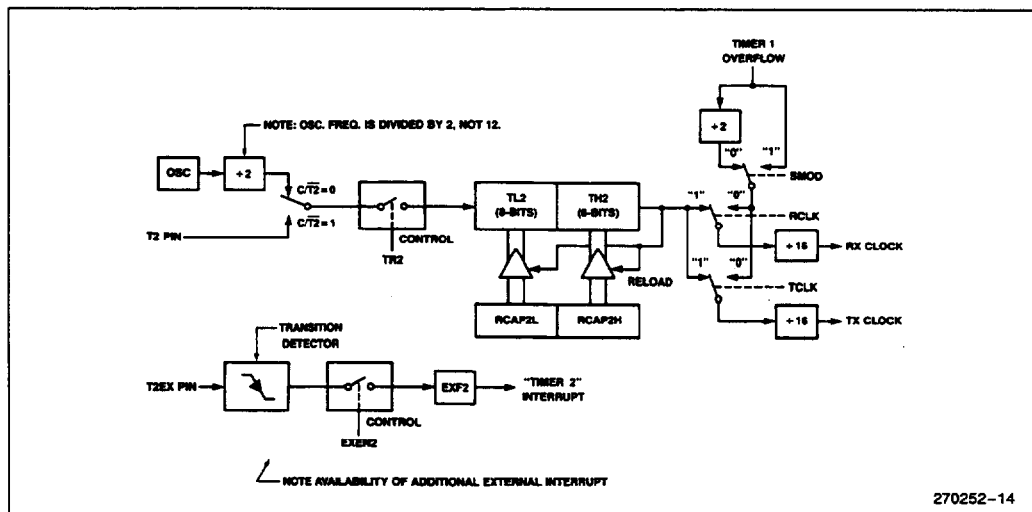 TIMER 1
OVERFLOW
÷2
"0"
"1"
SMOD
NOTE: OSC. FREQ. IS DIVIDED BY 2, NOT 12.
OSC
÷2
C/T2̅ = 0
C/T2̅ = 1
T2 PIN
CONTROL
TR2
TL2
(8-BITS)
TH2
(8-BITS)
"1"
"0"
RCLK
÷16
RX CLOCK
RELOAD
"1"
"0"
TCLK
÷16
TX CLOCK
RCAP2L
RCAP2H
TRANSITION
DETECTOR
T2EX PIN
EXF2
"TIMER 2"
INTERRUPT
CONTROL
EXEN2
NOTE AVAILABILITY OF ADDITIONAL EXTERNAL INTERRUPT
270252-14